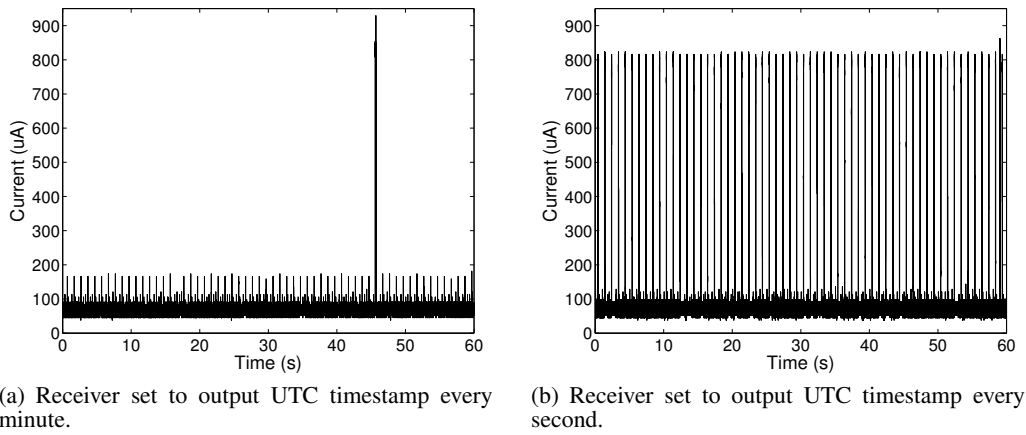 900
800
700
600
500
400
300
200
100
0
Current (uA)
0 10 20 30 40 50 60
Time (s)
(a) Receiver set to output UTC timestamp every
minute.
900
800
700
600
500
400
300
200
100
0
Current (uA)
0 10 20 30 40 50 60
Time (s)
(b) Receiver set to output UTC timestamp every
second.